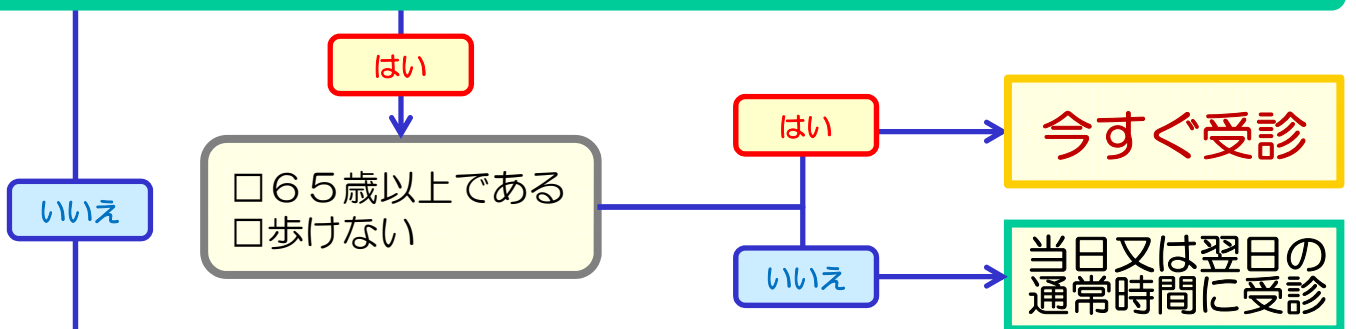 はい
はい
今すぐ受診
□65歳以上である
□歩けない
いいえ
いいえ
当日又は翌日の
通常時間に受診